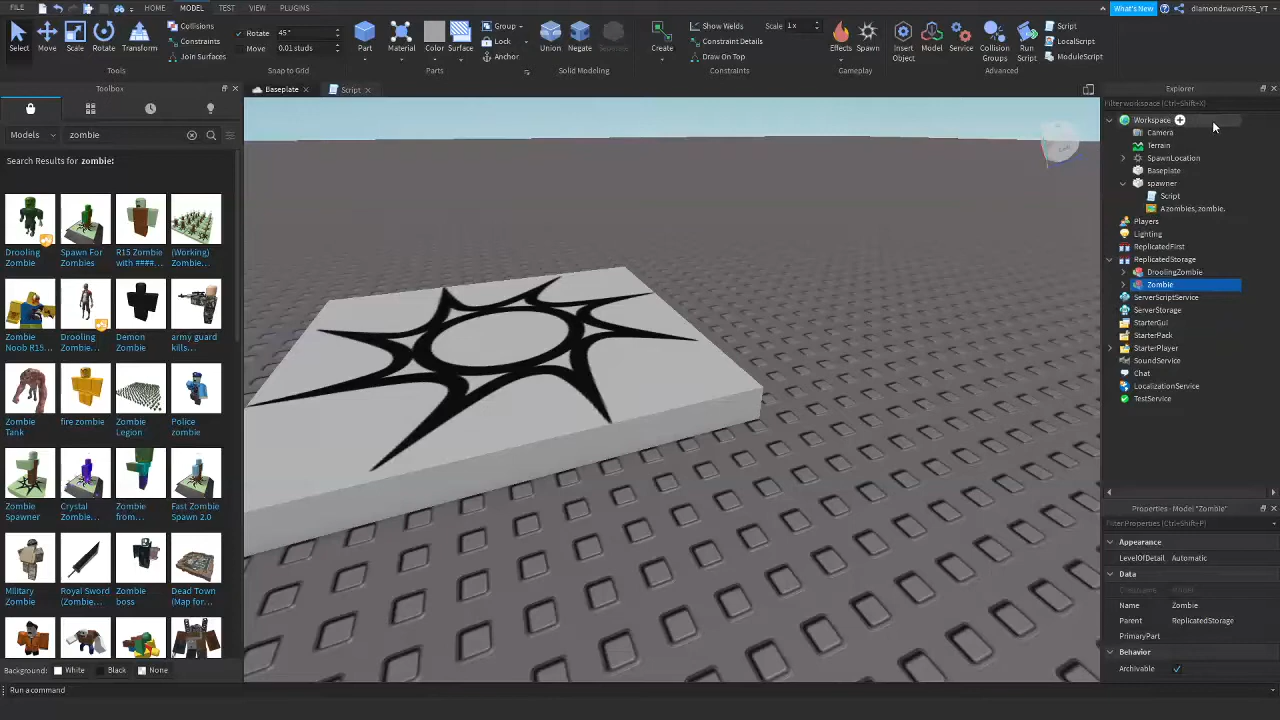 FILE HOME MODEL TEST VIEW PLUGINS What's New diamondsword755_YT
Select Move Scale Rotate Transform
Collisions
Constraints
Join Surfaces
Tools
Rotate 45°
Move 0.01 studs
Snap to Grid
Part Material Color Surface
Group
Lock
Anchor
Parts
Union Negate Separate
Solid Modeling
Create
Show Welds Scale 1x
Constraint Details
Draw On Top
Constraints
Effects Spawn
Gameplay
Insert Object Model Service Collision Groups Run Script
Script
LocalScript
ModuleScript
Advanced
Toolbox
Models zombie
Search Results for zombie:
Drooling Zombie
Spawn For Zombies
R15 Zombie with ####...
(Working) Zombie...
Zombie Noob R15...
Drooling Zombie...
Demon Zombie
army guard kills...
Zombie Tank
fire zombie
Zombie Legion
Police zombie
Zombie Spawner
Crystal Zombie...
Zombie from...
Fast Zombie Spawn 2.0
Military Zombie
Royal Sword (Zombie...
Zombie boss
Dead Town (Map for...
Background: White Black None
Run a command
Baseplate Script
Explorer
Filter workspace (Ctrl+Shift+X)
Workspace
Camera
Terrain
SpawnLocation
Baseplate
spawner
Script
Azombies, zombie.
Players
Lighting
ReplicatedFirst
ReplicatedStorage
DroolingZombie
Zombie
ServerScriptService
ServerStorage
StarterGui
StarterPack
StarterPlayer
SoundService
Chat
LocalizationService
TestService
Properties - Model "Zombie"
Filter Properties (Ctrl+Shift+P)
Appearance
LevelOfDetail Automatic
Data
ClassName Model
Name Zombie
Parent ReplicatedStorage
PrimaryPart
Behavior
Archivable